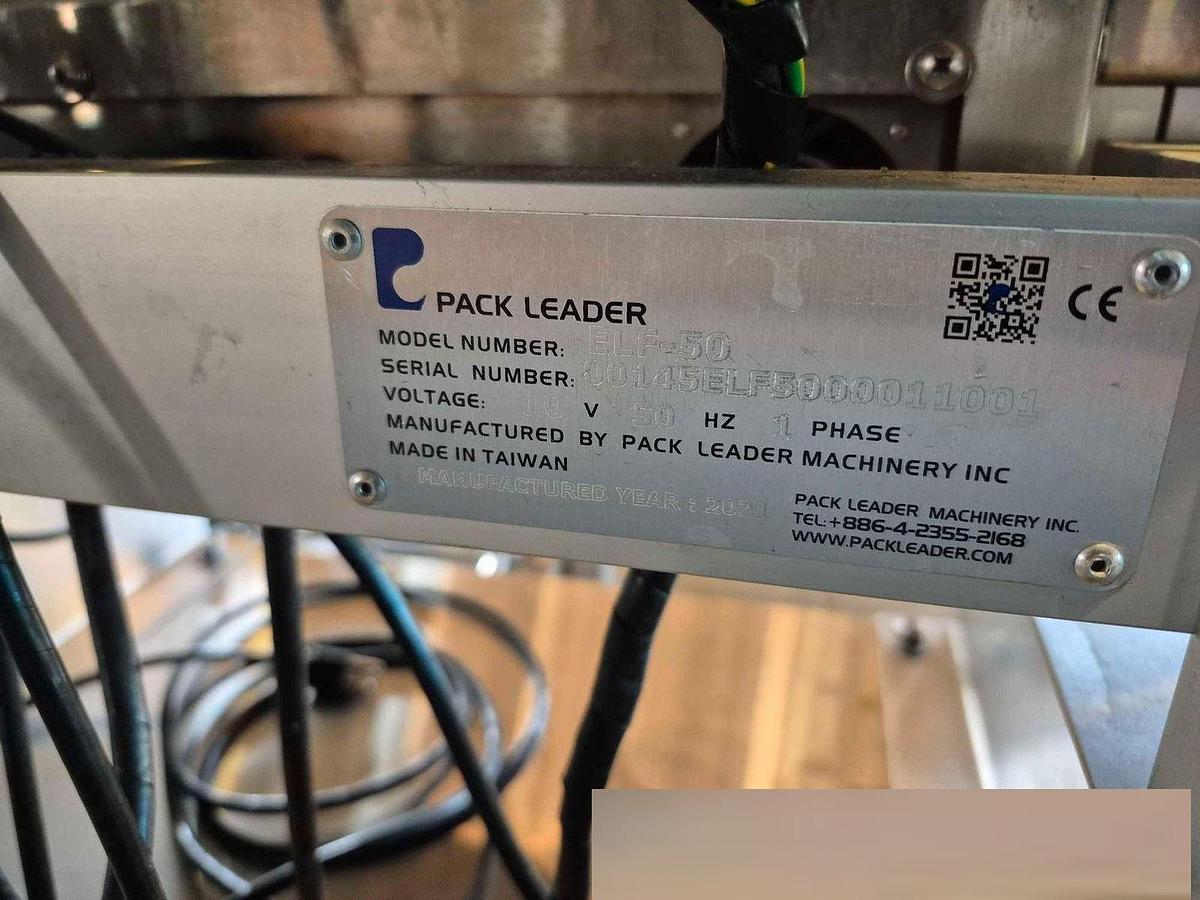 PACK LEADER
CE
MODEL NUMBER: ELF-50
SERIAL NUMBER: 00145ELF5000011001
VOLTAGE: V 50 HZ 1 PHASE
MANUFACTURED BY PACK LEADER MACHINERY INC
MADE IN TAIWAN
MANUFACTURED YEAR : 2021
PACK LEADER MACHINERY INC.
TEL:+886-4-2355-2168
WWW.PACKLEADER.COM